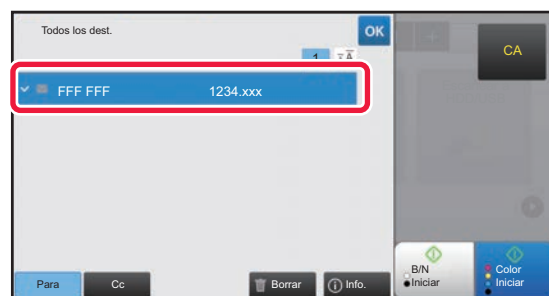 Todos los dest.
OK
CA
1
FFF FFF 1234.xxx
Para
Cc
Borrar
Info.
B/N
Iniciar
Color
Iniciar